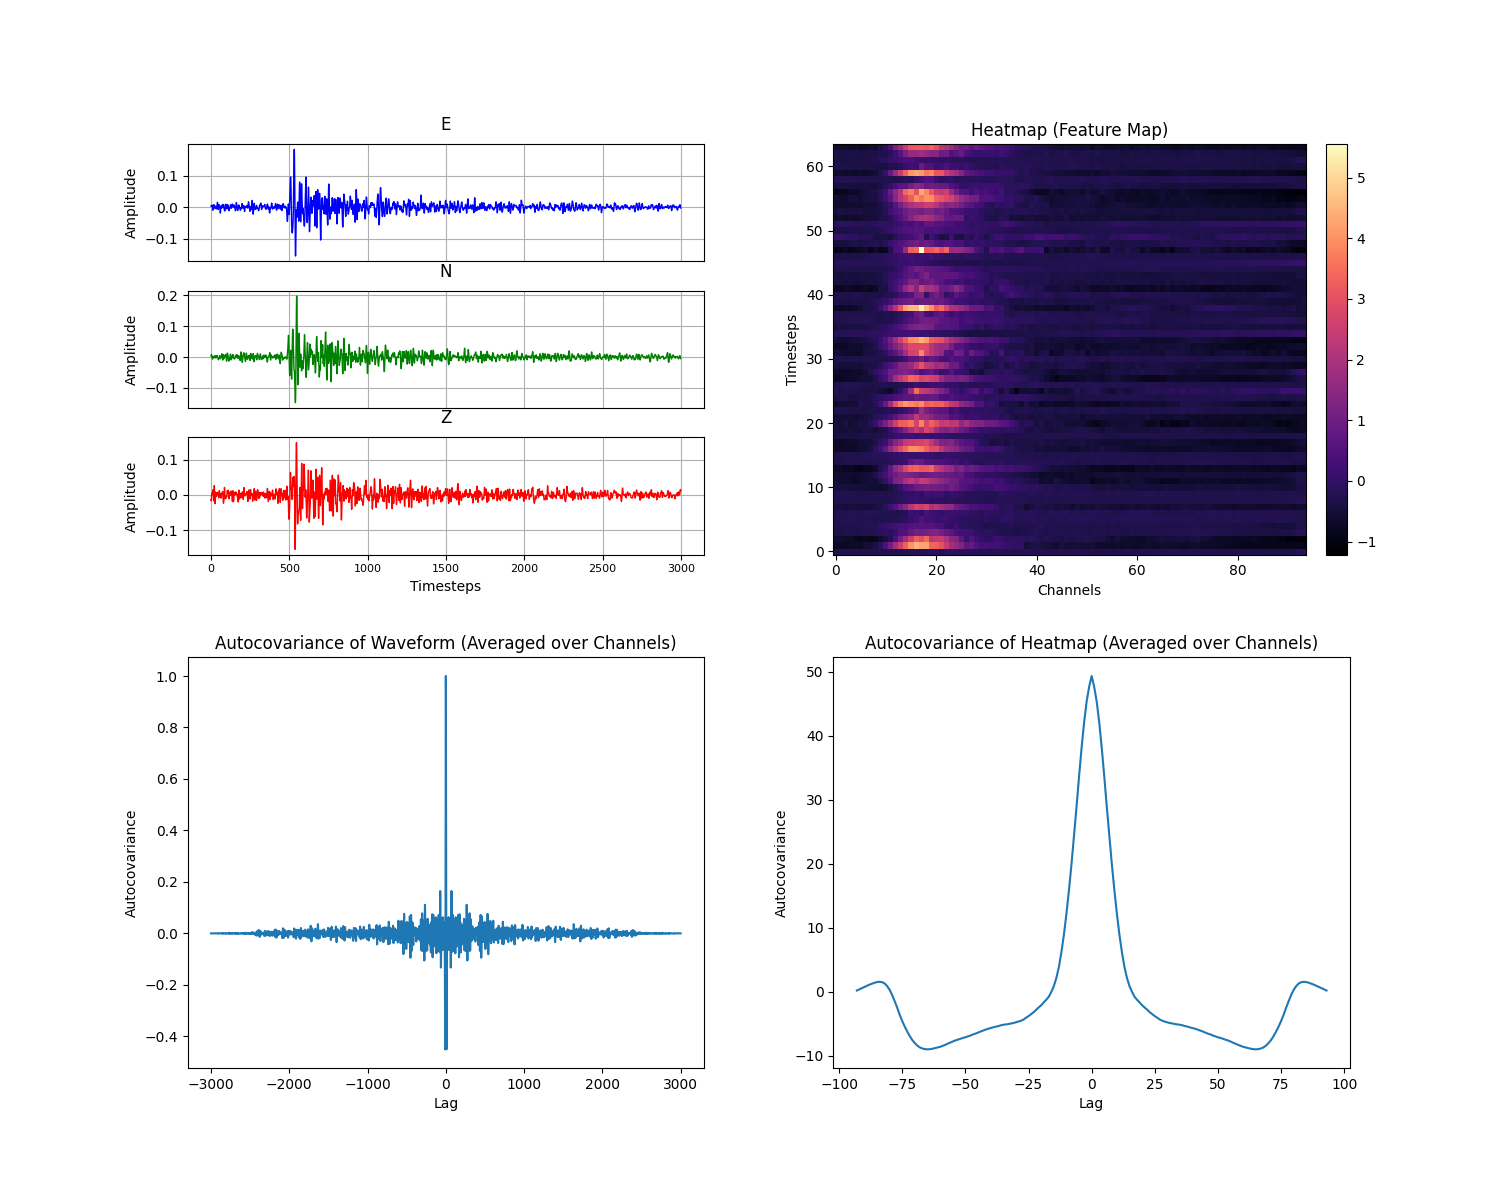 E
Amplitude
0.1
0.0
−0.1
N
Amplitude
0.2
0.1
0.0
−0.1
Z
Amplitude
0.1
0.0
−0.1
0 500 1000 1500 2000 2500 3000
Timesteps
Heatmap (Feature Map)
Timesteps
60
50
40
30
20
10
0
0 20 40 60 80
Channels
5
4
3
2
1
0
−1
Autocovariance of Waveform (Averaged over Channels)
Autocovariance
1.0
0.8
0.6
0.4
0.2
0.0
−0.2
−0.4
−3000 −2000 −1000 0 1000 2000 3000
Lag
Autocovariance of Heatmap (Averaged over Channels)
Autocovariance
50
40
30
20
10
0
−10
−100 −75 −50 −25 0 25 50 75 100
Lag